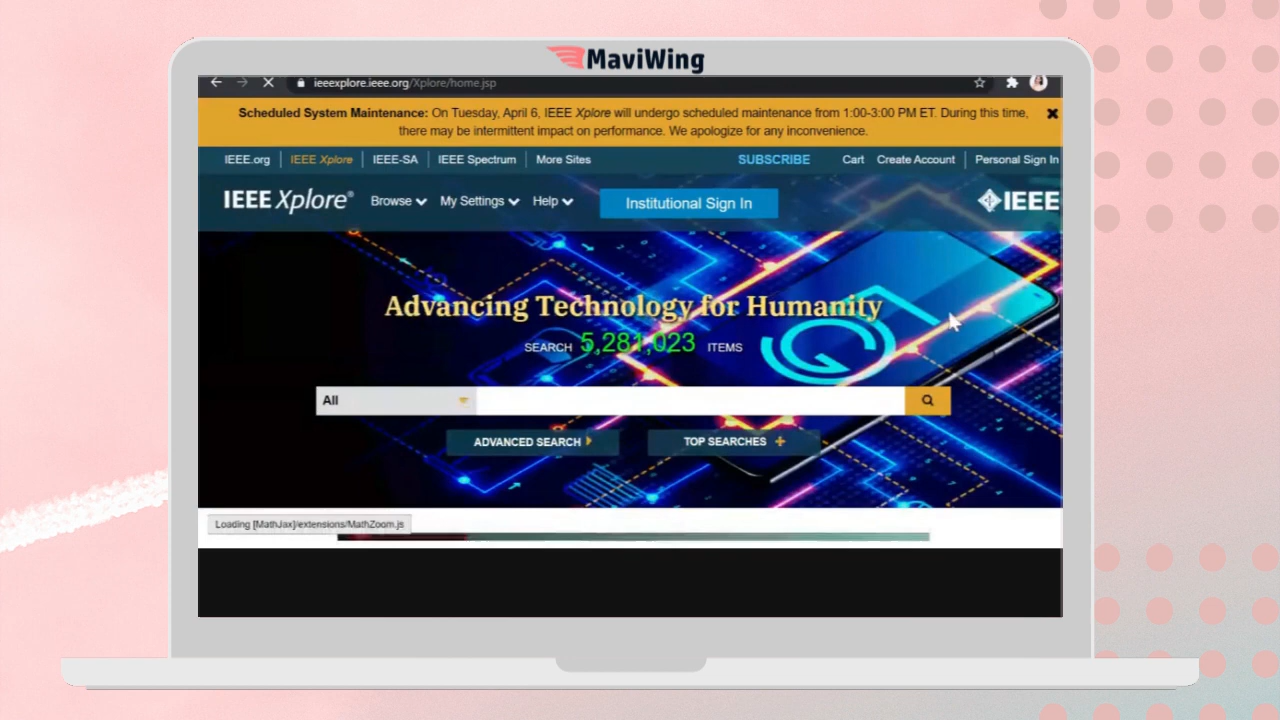 MaviWing
ieeexplore.ieee.org/Xplore/home.jsp
Scheduled System Maintenance: On Tuesday, April 6, IEEE Xplore will undergo scheduled maintenance from 1:00-3:00 PM ET. During this time,
there may be intermittent impact on performance. We apologize for any inconvenience.
IEEE.org IEEE Xplore IEEE-SA IEEE Spectrum More Sites SUBSCRIBE Cart Create Account Personal Sign In
IEEE Xplore® Browse My Settings Help Institutional Sign In IEEE
Advancing Technology for Humanity
SEARCH 5,281,023 ITEMS
All
ADVANCED SEARCH TOP SEARCHES
Loading [MathJax]/extensions/MathZoom.js